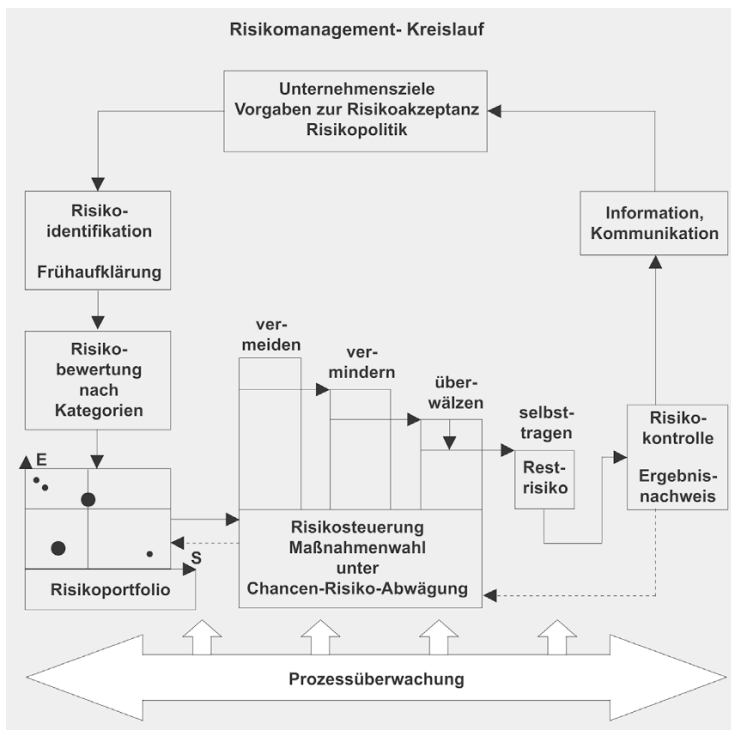 Risikomanagement- Kreislauf
Unternehmensziele
Vorgaben zur Risikoakzeptanz
Risikopolitik
Risiko-
identifikation
Frühaufklärung
Information,
Kommunikation
Risiko-
bewertung
nach
Kategorien
ver-
meiden
ver-
mindern
über-
wälzen
selbst-
tragen
Rest-
risiko
Risiko-
kontrolle
Ergebnis-
nachweis
E
S
Risikoportfolio
Risikosteuerung
Maßnahmenwahl
unter
Chancen-Risiko-Abwägung
Prozessüberwachung